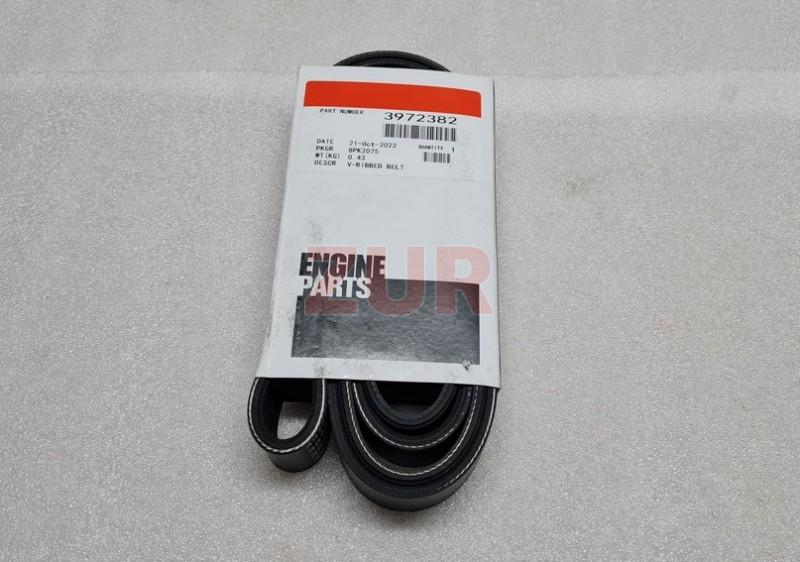 PART NUMBER 3972382
DATE 21-Oct-2022 QUANTITY 1
PKGR 8PK2075
WT(KG) 0.43
DESCR V-RIBBED BELT
ENGINE
PARTS
EUR